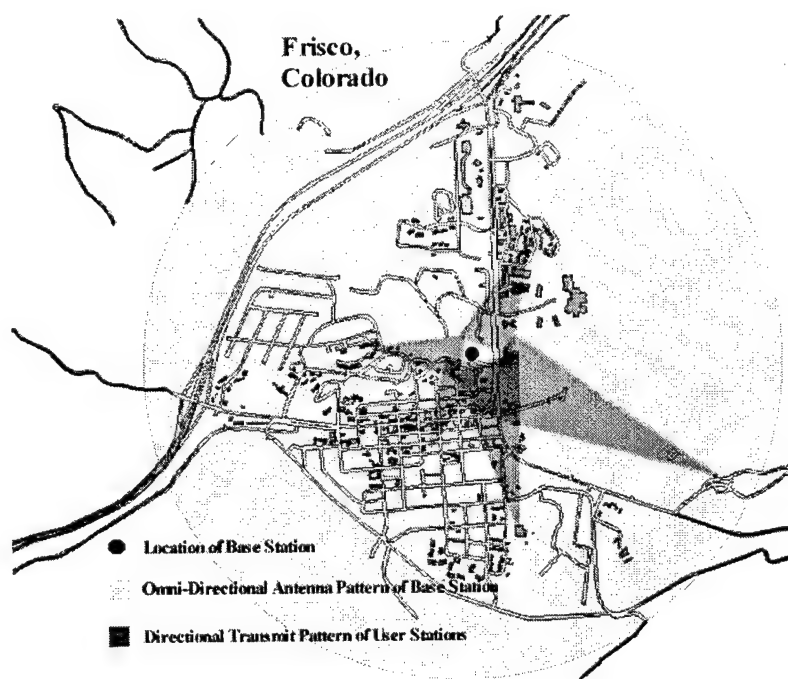 Frisco,
Colorado
Location of Base Station
Omni-Directional Antenna Pattern of Base Station
Directional Transmit Pattern of User Stations